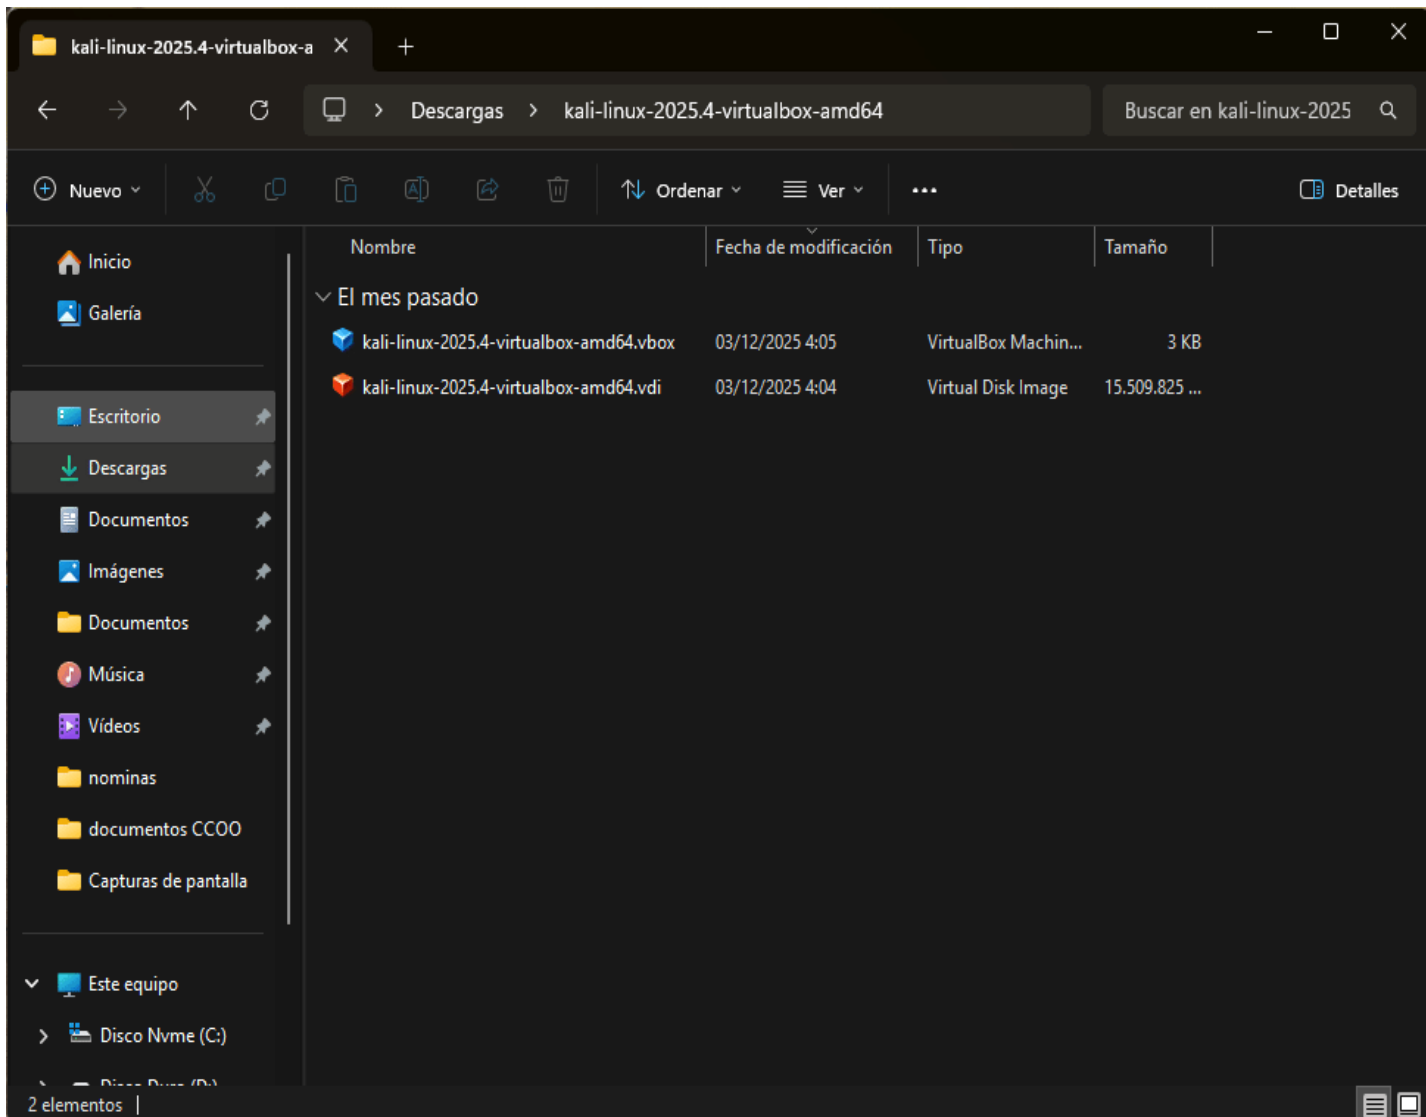 kali-linux-2025.4-virtualbox-a
Descargas > kali-linux-2025.4-virtualbox-amd64
Buscar en kali-linux-2025
Nuevo
Ordenar
Ver
Detalles
Nombre Fecha de modificación Tipo Tamaño
El mes pasado
kali-linux-2025.4-virtualbox-amd64.vbox 03/12/2025 4:05 VirtualBox Machin... 3 KB
kali-linux-2025.4-virtualbox-amd64.vdi 03/12/2025 4:04 Virtual Disk Image 15.509.825 ...
Inicio
Galería
Escritorio
Descargas
Documentos
Imágenes
Documentos
Música
Vídeos
nominas
documentos CCOO
Capturas de pantalla
Este equipo
Disco Nvme (C:)
Disco Duro (D:)
2 elementos